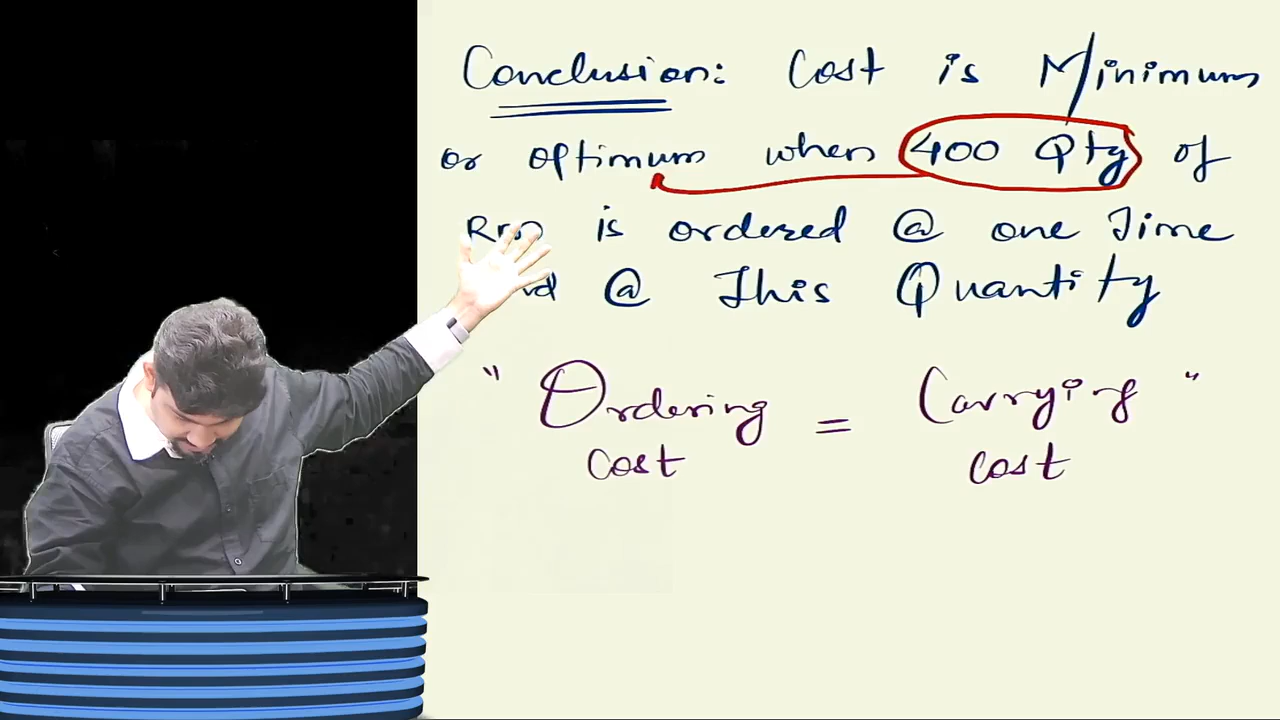 Conclusion: Cost is Minimum
or optimum when 400 Qty of
is ordered @ one Time
@ This Quantity
" Ordering = Carrying "
cost cost